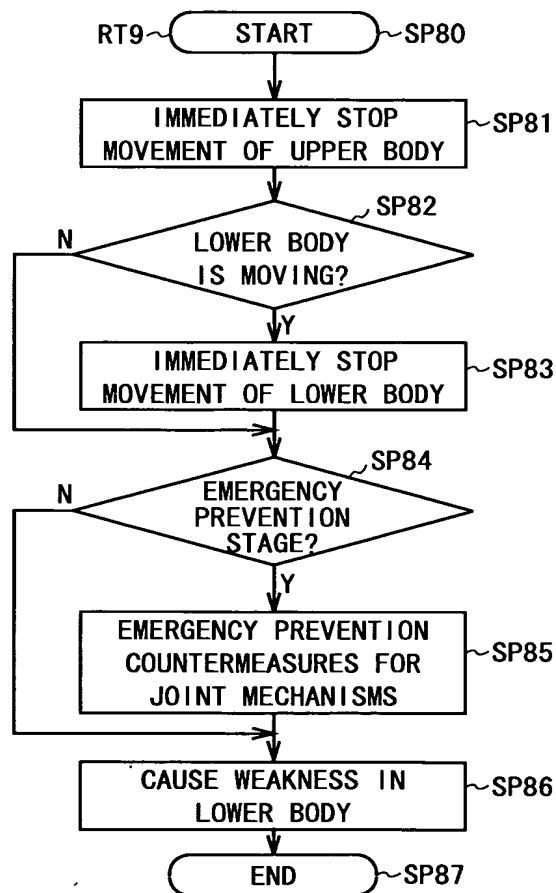 RT9 START SP80
IMMEDIATELY STOP
MOVEMENT OF UPPER BODY
SP81
SP82
N
LOWER BODY
IS MOVING?
Y
IMMEDIATELY STOP
MOVEMENT OF LOWER BODY
SP83
SP84
N
EMERGENCY
PREVENTION
STAGE?
Y
EMERGENCY PREVENTION
COUNTERMEASURES FOR
JOINT MECHANISMS
SP85
CAUSE WEAKNESS IN
LOWER BODY
SP86
END SP87